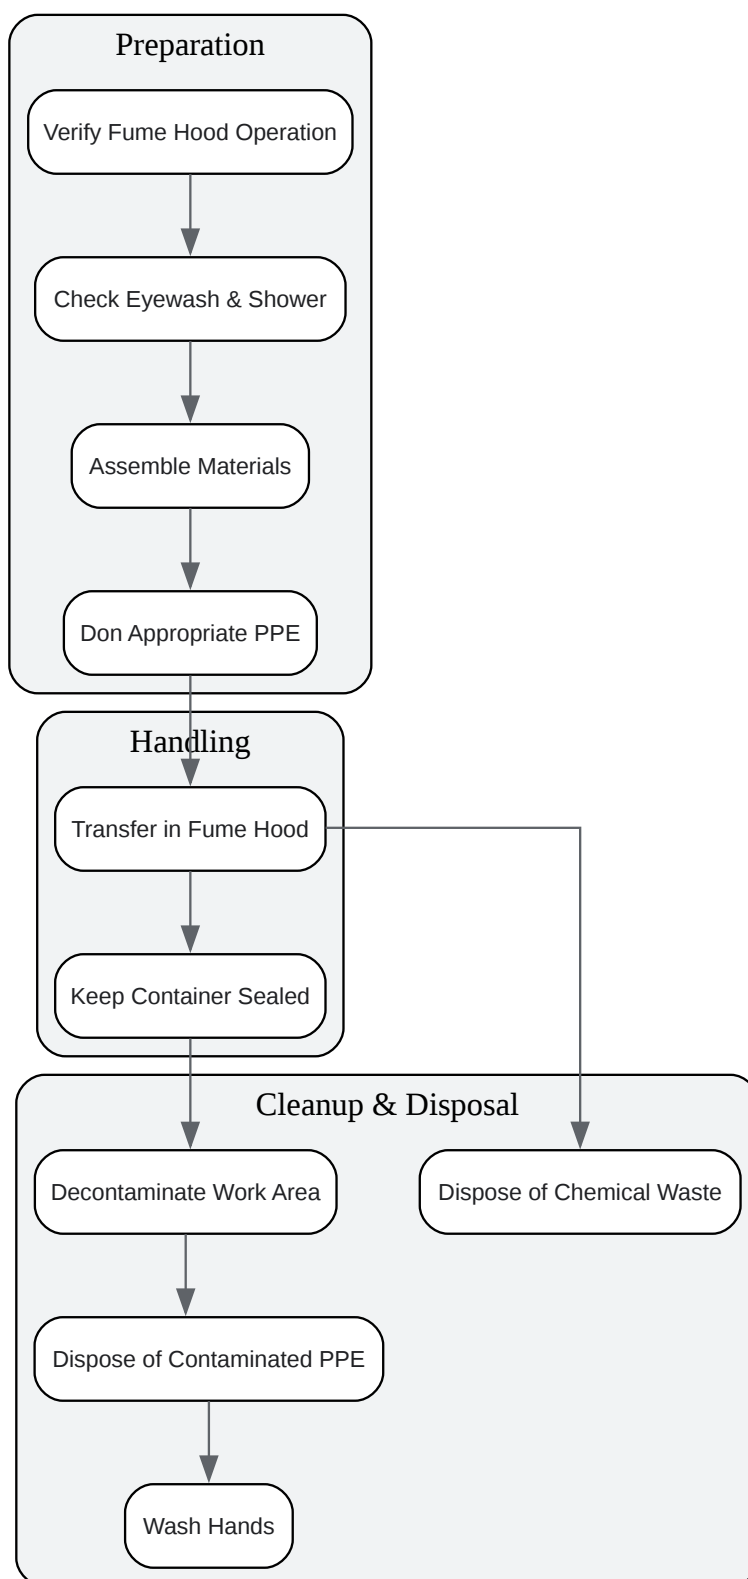 Preparation
Verify Fume Hood Operation
Check Eyewash & Shower
Assemble Materials
Don Appropriate PPE
Handling
Transfer in Fume Hood
Keep Container Sealed
Cleanup & Disposal
Decontaminate Work Area
Dispose of Chemical Waste
Dispose of Contaminated PPE
Wash Hands